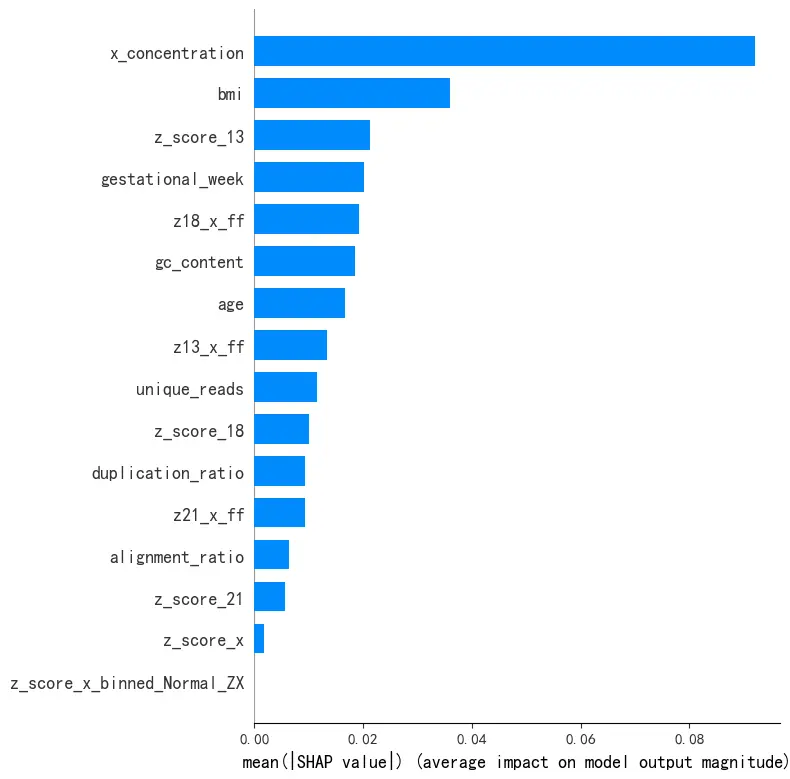 x_concentration
bmi
z_score_13
gestational_week
z18_x_ff
gc_content
age
z13_x_ff
unique_reads
z_score_18
duplication_ratio
z21_x_ff
alignment_ratio
z_score_21
z_score_x
z_score_x_binned_Normal_ZX
0.00 0.02 0.04 0.06 0.08
mean(|SHAP value|) (average impact on model output magnitude)